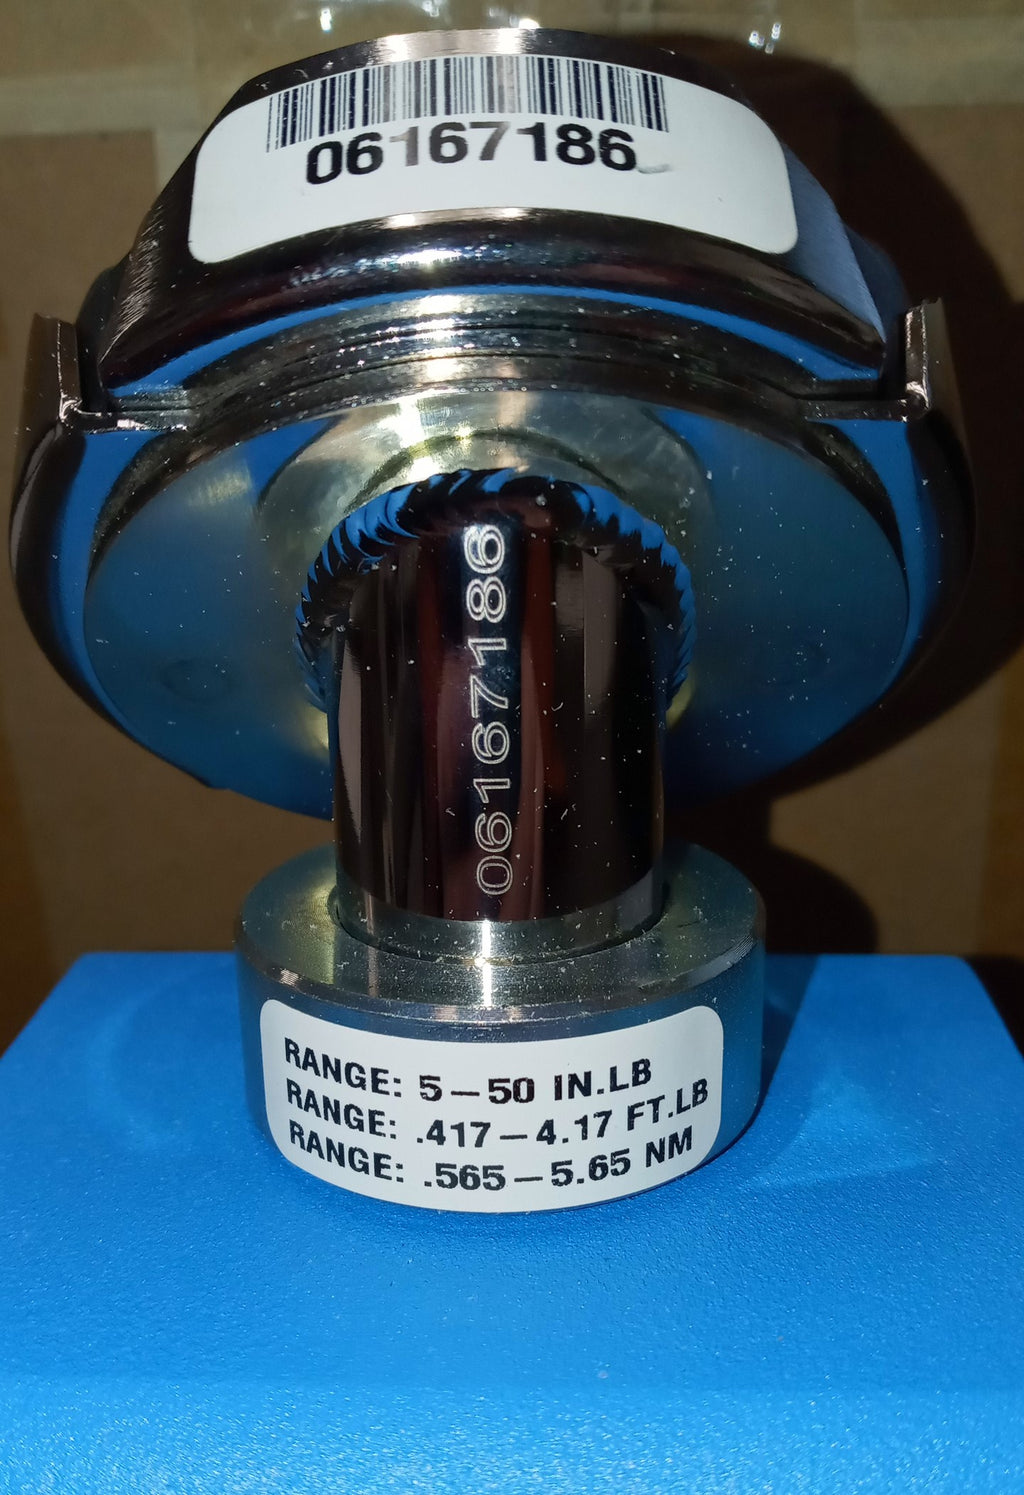 06167186
06167186
RANGE: 5–50 IN.LB
RANGE: .417–4.17 FT.LB
RANGE: .565–5.65 NM